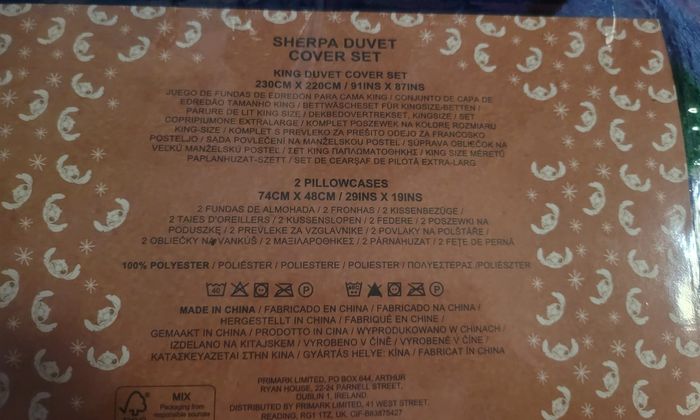 SHERPA DUVET
COVER SET
KING DUVET COVER SET
230CM X 220CM / 91INS X 87INS
JUEGO DE FUNDAS DE EDREDÓN PARA CAMA KING / CONJUNTO DE CAPA DE
EDREDÃO TAMANHO KING / BETTWÄSCHESET FÜR KINGSIZE-BETTEN /
PARURE DE LIT KING SIZE / DEKBEDOVERTREKSET, KINGSIZE / SET
COPRIPIUMONE EXTRALARGE / KOMPLET POSZEWEK NA KOŁDRĘ ROZMIARU
KING-SIZE / KOMPLET S PREVLEKO ZA PREŠITO ODEJO ZA FRANCOSKO
POSTELJO / SADA POVLEČENÍ NA MANŽELSKOU POSTEL / SÚPRAVA OBLIEČOK NA
VEĽKÚ MANŽELSKÚ POSTEĽ / ΣΕΤ KING ΠΑΠΛΩΜΑΤΟΘΗΚΗΣ / KING SIZE MÉRETŰ
PAPLANHUZAT-SZETT / SET DE CEARȘAF DE PILOTĂ EXTRA-LARG
2 PILLOWCASES
74CM X 48CM / 29INS X 19INS
2 FUNDAS DE ALMOHADA / 2 FRONHAS / 2 KISSENBEZÜGE /
2 TAIES D'OREILLERS / 2 KUSSENSLOPEN / 2 FEDERE / 2 POSZEWKI NA
PODUSZKĘ / 2 PREVLEKE ZA VZGLAVNIKE / 2 POVLAKY NA POLŠTÁŘE /
2 OBLIEČKY NA VANKÚŠ / 2 ΜΑΞΙΛΑΡΟΘΗΚΕΣ / 2 PÁRNAHUZAT / 2 FEȚE DE PERNĂ
100% POLYESTER / POLIÉSTER / POLIESTERE / POLIESTER / ΠΟΛΥΕΣΤΕΡΑΣ /POLIÉSZTER
40 P P
MADE IN CHINA / FABRICADO EN CHINA / FABRICADO NA CHINA /
HERGESTELLT IN CHINA / FABRIQUÉ EN CHINE /
GEMAAKT IN CHINA / PRODOTTO IN CINA / WYPRODUKOWANO W CHINACH /
IZDELANO NA KITAJSKEM / VYROBENO V ČÍNĚ / VYROBENÉ V ČÍNE /
ΚΑΤΑΣΚΕΥΑΖΕΤΑΙ ΣΤΗΝ ΚΙΝΑ / GYÁRTÁS HELYE: KÍNA / FABRICAT ÎN CHINA
PRIMARK LIMITED, PO BOX 644, ARTHUR
RYAN HOUSE, 22-24 PARNELL STREET,
DUBLIN 1, IRELAND.
DISTRIBUTED BY PRIMARK LIMITED, 41 WEST STREET,
READING, RG1 1TZ, UK. CIF-B83875427
MIX
Packaging from
responsible sources
FSC